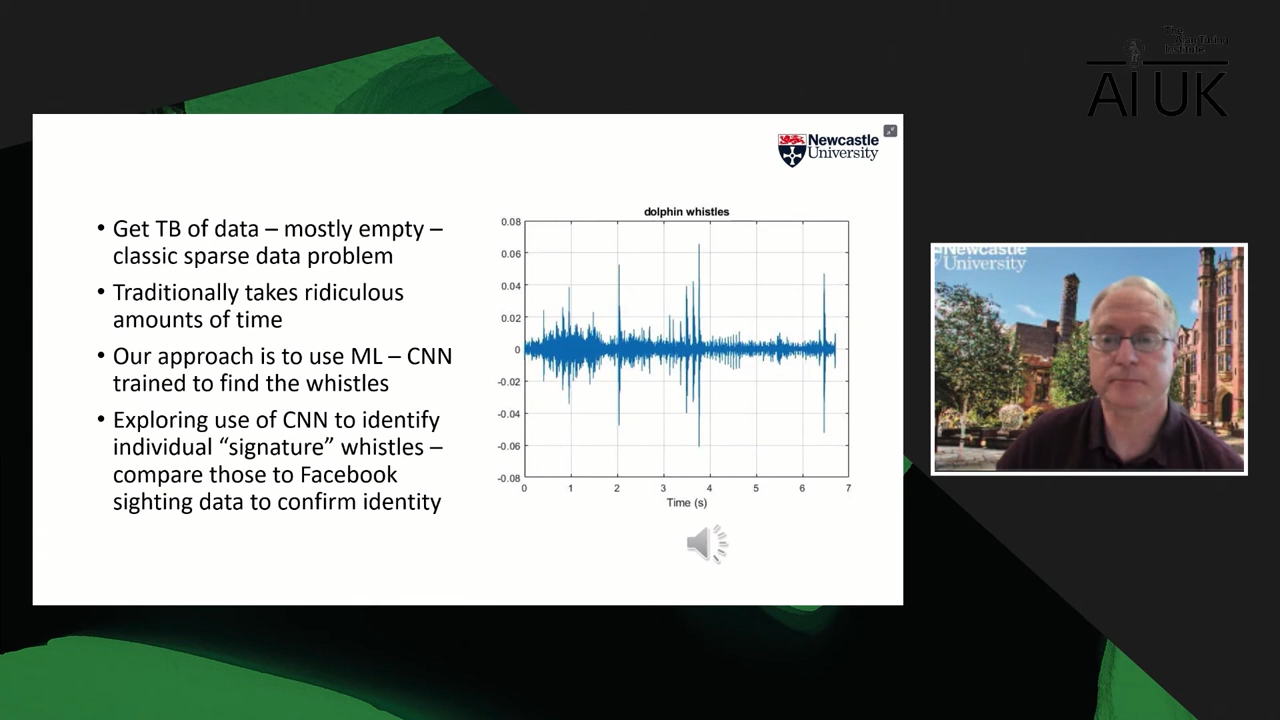 The
Alan Turing
Institute
AI UK
Newcastle
University
• Get TB of data – mostly empty –
classic sparse data problem
• Traditionally takes ridiculous
amounts of time
• Our approach is to use ML – CNN
trained to find the whistles
• Exploring use of CNN to identify
individual “signature” whistles –
compare those to Facebook
sighting data to confirm identity
dolphin whistles
0.08
0.06
0.04
0.02
0
-0.02
-0.04
-0.06
-0.08
0 1 2 3 4 5 6 7
Time (s)
Newcastle
University